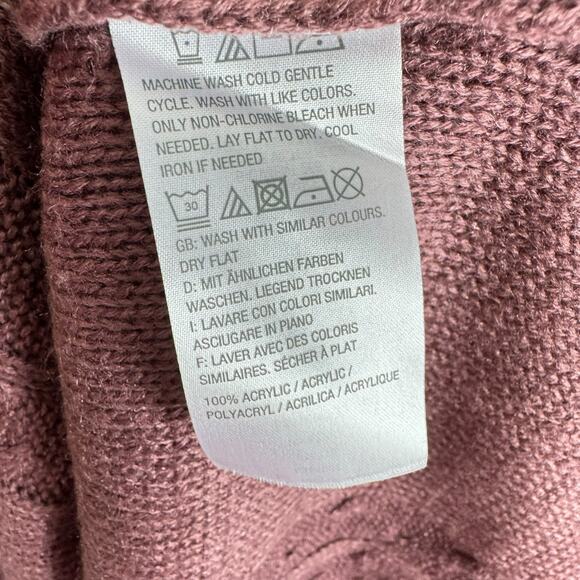 MACHINE WASH COLD GENTLE
CYCLE. WASH WITH LIKE COLORS.
ONLY NON-CHLORINE BLEACH WHEN
NEEDED. LAY FLAT TO DRY. COOL
IRON IF NEEDED
30
GB: WASH WITH SIMILAR COLOURS.
DRY FLAT
D: MIT ÄHNLICHEN FARBEN
WASCHEN. LIEGEND TROCKNEN
I: LAVARE CON COLORI SIMILARI.
ASCIUGARE IN PIANO
F: LAVER AVEC DES COLORIS
SIMILAIRES. SÉCHER À PLAT
100% ACRYLIC / ACRYLIC /
POLYACRYL / ACRILICA / ACRYLIQUE